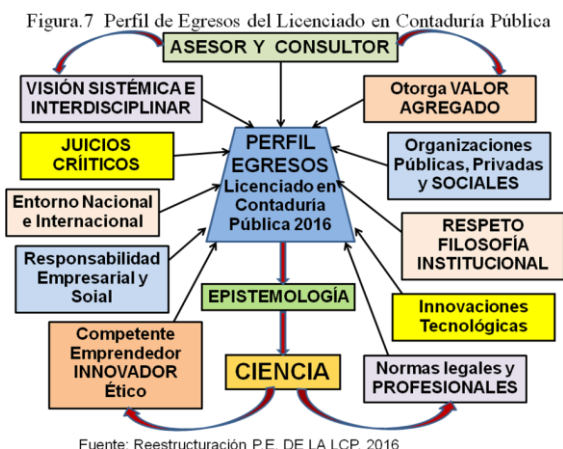 Figura.7 Perfil de Egresos del Licenciado en Contaduría Pública
ASESOR Y CONSULTOR
VISIÓN SISTÉMICA E
INTERDISCIPLINAR
Otorga VALOR
AGREGADO
JUICIOS
CRÍITICOS
PERFIL
EGRESOS
Licenciado en
Contaduría
Pública 2016
Organizaciones
Públicas, Privadas
y SOCIALES
Entorno Nacional
e Internacional
RESPETO
FILOSOFÍA
INSTITUCIONAL
Responsabilidad
Empresarial y
Soial
EPISTEMOLOGÍA
Innovaciones
Tecnológicas
Competente
Emprendedor
INNOVADOR
Ético
CIENCIA
Normas legales y
PROFESIONALES
Fuente: Reestructuración P.E. DE LA LCP. 2016